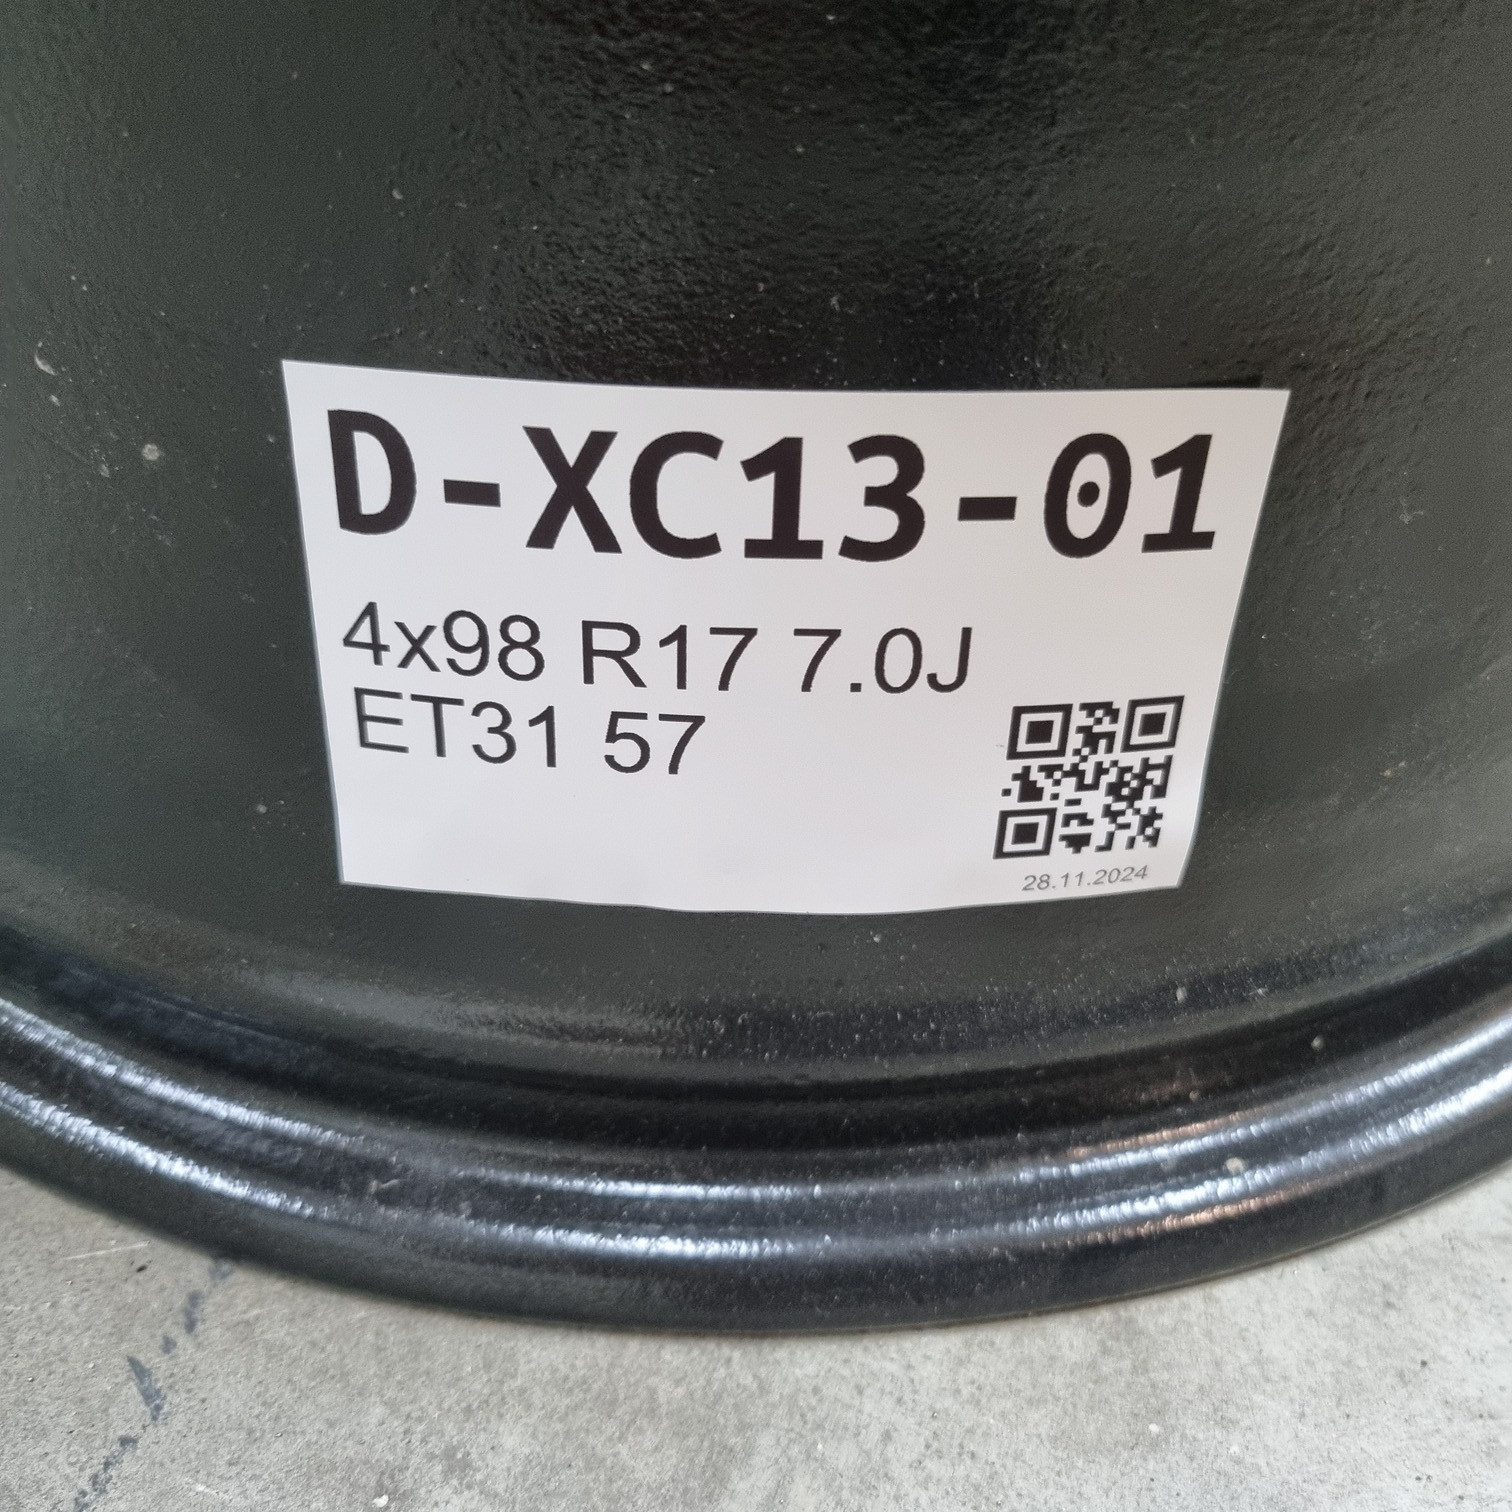 D-XC13-01
4x98 R17 7.0J
ET31 57
28.11.2024